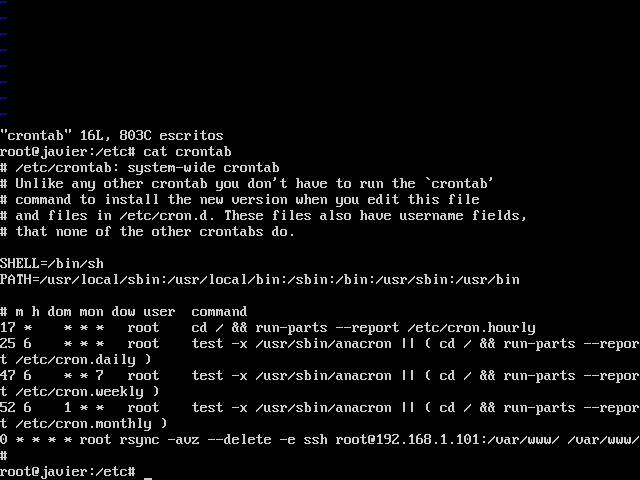 ~
~
~
~
~
~
~
"crontab" 16L, 803C escritos
root@javier:/etc# cat crontab
# /etc/crontab: system-wide crontab
# Unlike any other crontab you don't have to run the `crontab'
# command to install the new version when you edit this file
# and files in /etc/cron.d. These files also have username fields,
# that none of the other crontabs do.
SHELL=/bin/sh
PATH=/usr/local/sbin:/usr/local/bin:/sbin:/bin:/usr/sbin:/usr/bin
# m h dom mon dow user  command
17 *    * * *   root    cd / && run-parts --report /etc/cron.hourly
25 6    * * *   root    test -x /usr/sbin/anacron || ( cd / && run-parts --repor
t /etc/cron.daily )
47 6    * * 7   root    test -x /usr/sbin/anacron || ( cd / && run-parts --repor
t /etc/cron.weekly )
52 6    1 * *   root    test -x /usr/sbin/anacron || ( cd / && run-parts --repor
t /etc/cron.monthly )
0 * * * * root rsync -avz --delete -e ssh root@192.168.1.101:/var/www/ /var/www/
#
root@javier:/etc# _